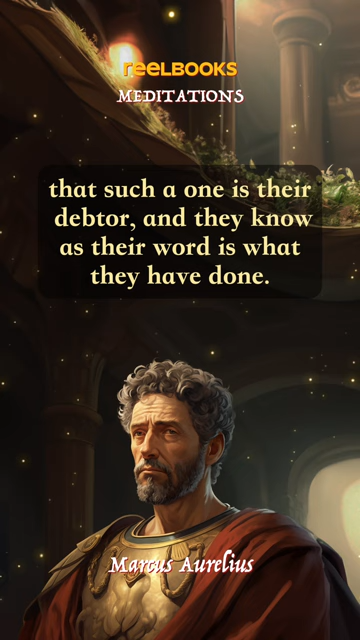 reelbooks
MEDITATIONS
that such a one is their
debtor, and they know
as their word is what
they have done.
Marcus Aurelius